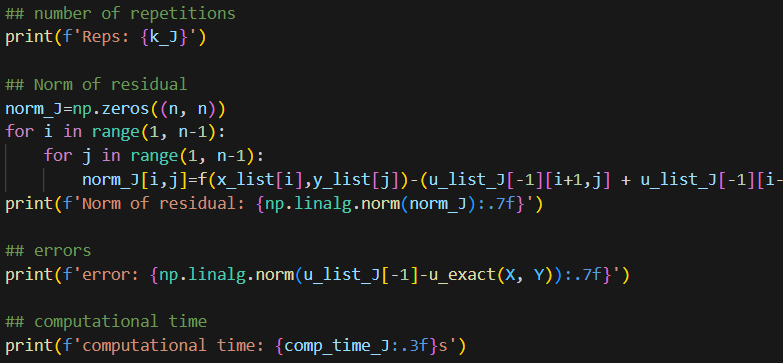 ## number of repetitions
print(f'Reps: {k_J}')
## Norm of residual
norm_J=np.zeros((n, n))
for i in range(1, n-1):
    for j in range(1, n-1):
        norm_J[i,j]=f(x_list[i],y_list[j])-(u_list_J[-1][i+1,j] + u_list_J[-1][i-
print(f'Norm of residual: {np.linalg.norm(norm_J):.7f}')
## errors
print(f'error: {np.linalg.norm(u_list_J[-1]-u_exact(X, Y)):.7f}')
## computational time
print(f'computational time: {comp_time_J:.3f}s')